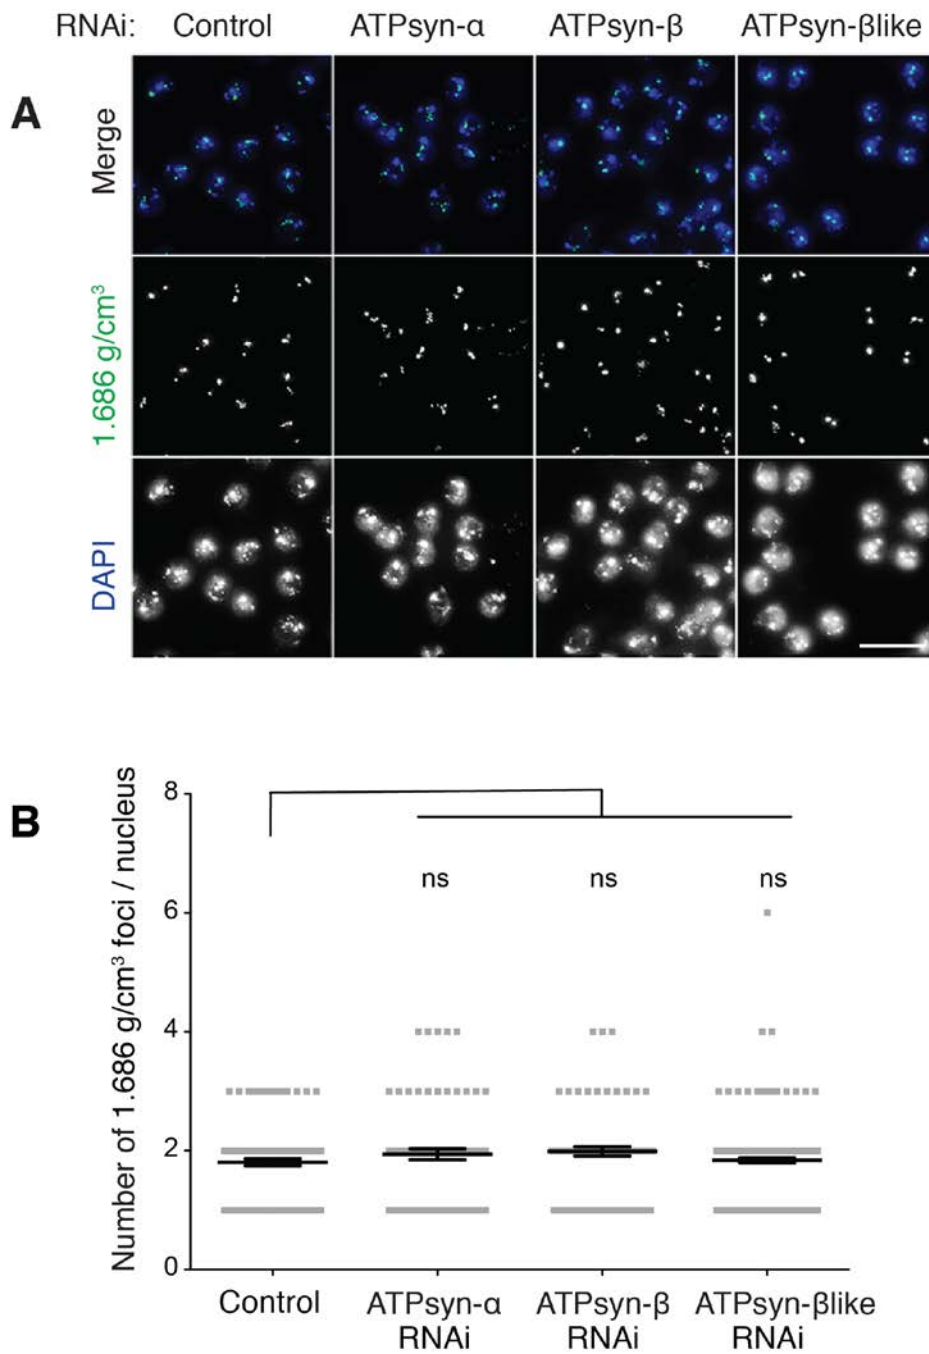 RNAi: Control ATPsyn-α ATPsyn-β ATPsyn-βlike
A
Merge
1.686 g/cm³
DAPI
B
Number of 1.686 g/cm³ foci / nucleus
8
6
4
2
0
ns ns ns
Control ATPsyn-α RNAi ATPsyn-β RNAi ATPsyn-βlike RNAi